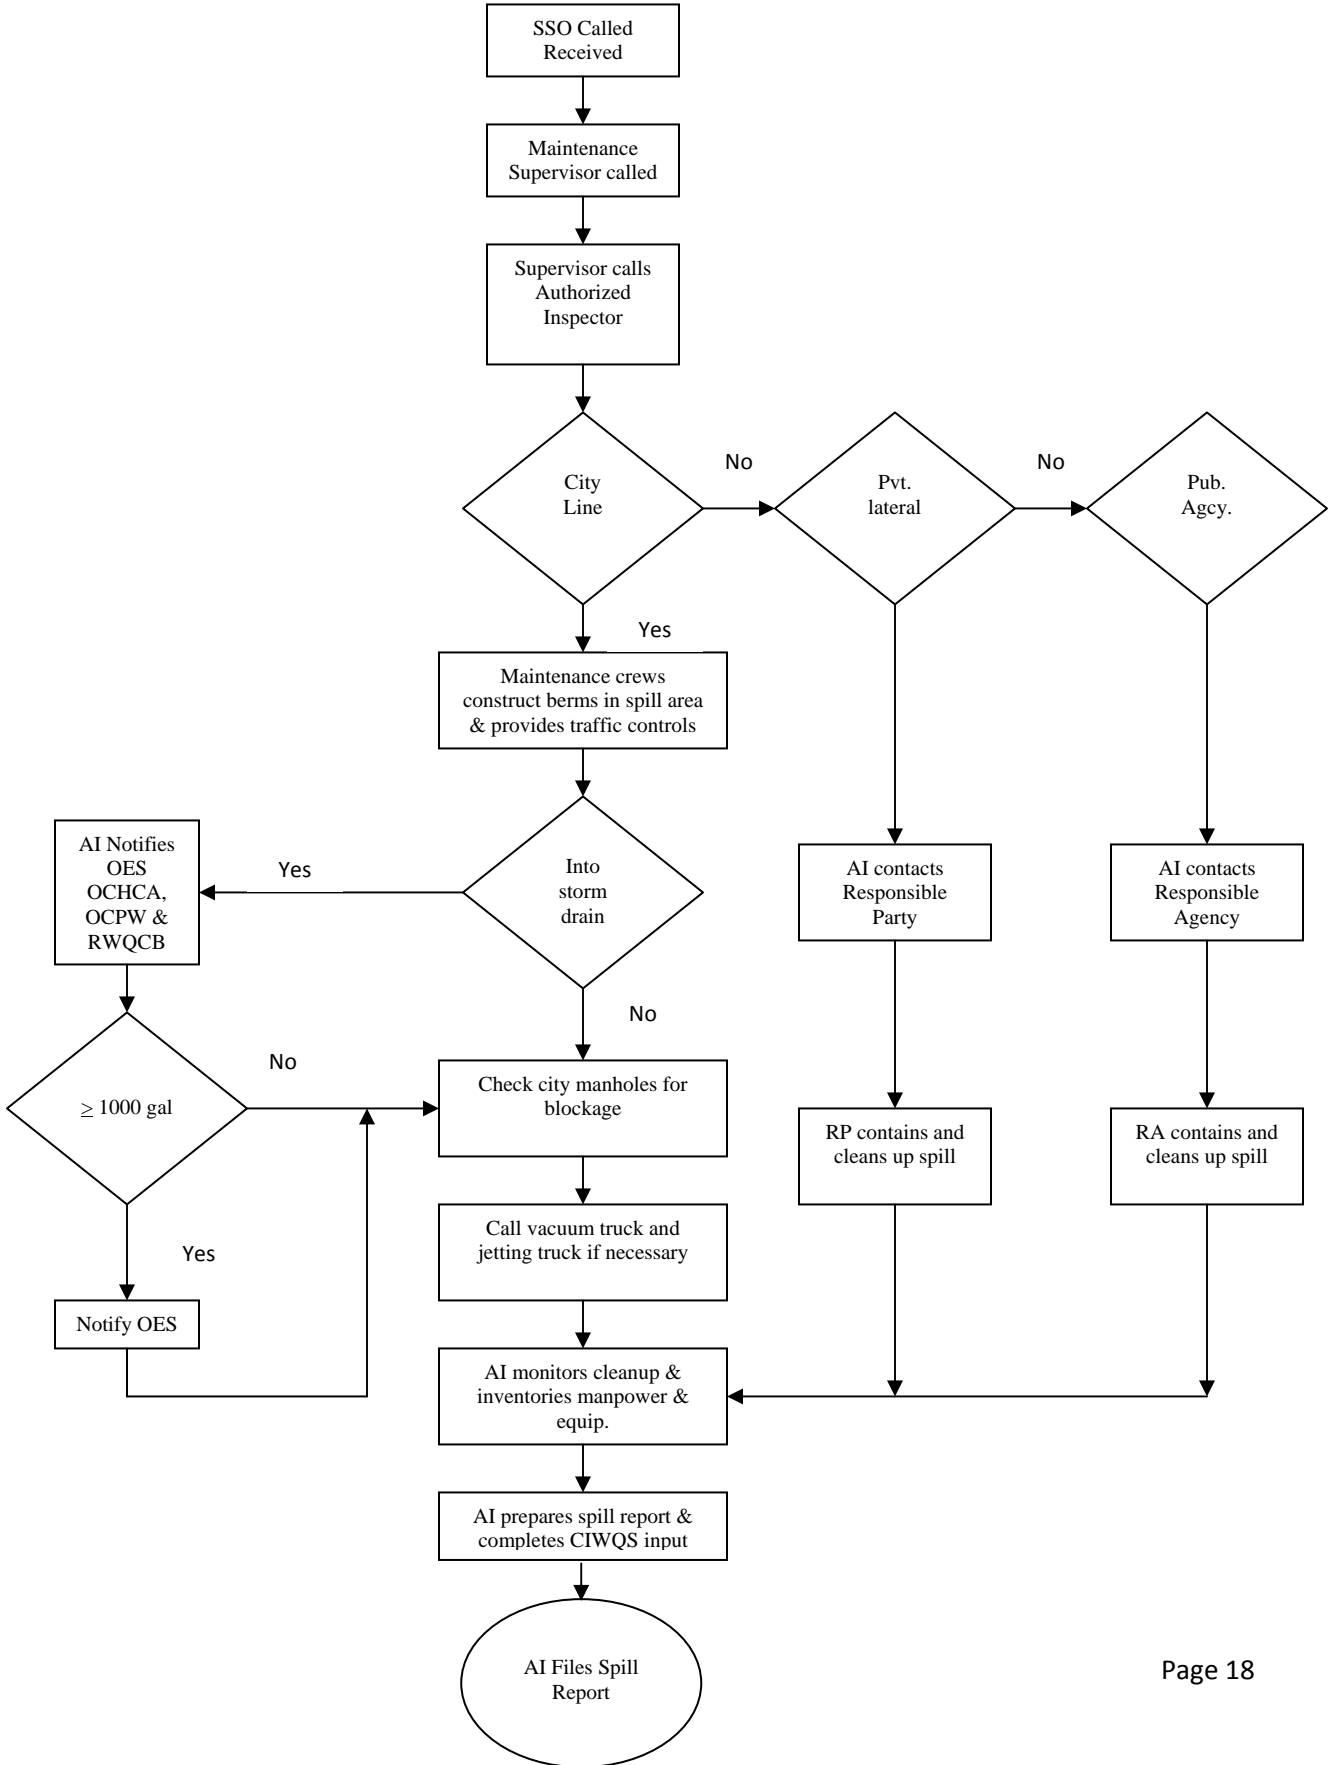 SSO Called
Received
Maintenance
Supervisor called
Supervisor calls
Authorized
Inspector
City
Line
No
Pvt.
lateral
No
Pub.
Agcy.
Yes
Maintenance crews
construct berms in spill area
& provides traffic controls
Into
storm
drain
Yes
AI Notifies
OES
OCHCA,
OCPW &
RWQCB
AI contacts
Responsible
Party
AI contacts
Responsible
Agency
No
≥ 1000 gal
No
Check city manholes for
blockage
RP contains and
cleans up spill
RA contains and
cleans up spill
Yes
Notify OES
Call vacuum truck and
jetting truck if necessary
AI monitors cleanup &
inventories manpower &
equip.
AI prepares spill report &
completes CIWQS input
AI Files Spill
Report
Page 18